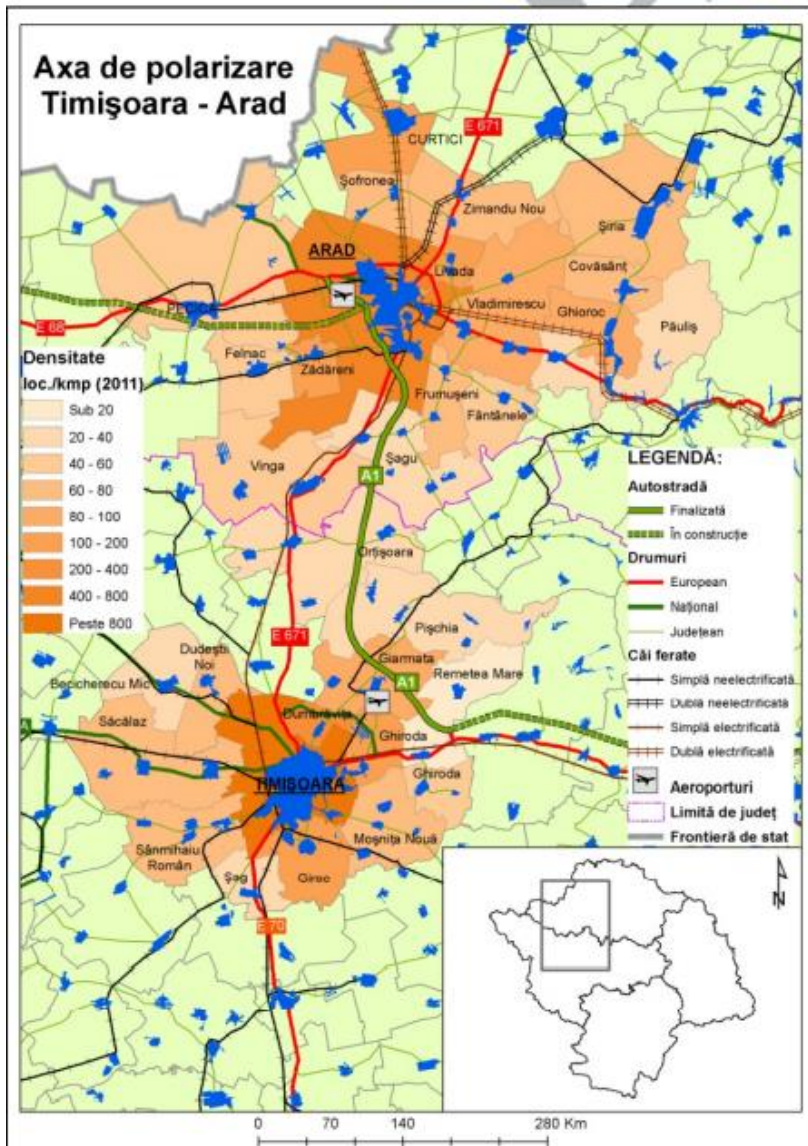 Axa de polarizare
Timişoara - Arad
E 671
CURTICI
Şofronea
Zimandu Nou
Şiria
ARAD
Livada
Covăsânţ
Vladimirescu
Ghioroc
PECICA
Păuliş
E 68
Felnac
Zădăreni
Frumuşeni
Fântânele
Şagu
Vinga
A1
Densitate
loc./kmp (2011)
Sub 20
20 - 40
40 - 60
60 - 80
80 - 100
100 - 200
200 - 400
400 - 800
Peste 800
LEGENDĂ:
Autostradă
Finalizată
În construcţie
Drumuri
European
Naţional
Judeţean
Căi ferate
Simplă neelectrificată
Dublă neelectrificată
Simplă electrificată
Dublă electrificată
Aeroporturi
Limită de judeţ
Frontieră de stat
Orţişoara
E 671
Pişchia
Dudeştii
Noi
Giarmata
Remetea Mare
Becicherecu Mic
A1
Săcălaz
Dumbrăviţa
Ghiroda
Ghiroda
TIMIŞOARA
Moşniţa Nouă
Sânmihaiu
Român
Şag
Giroc
E 70
N
0 70 140 280 Km